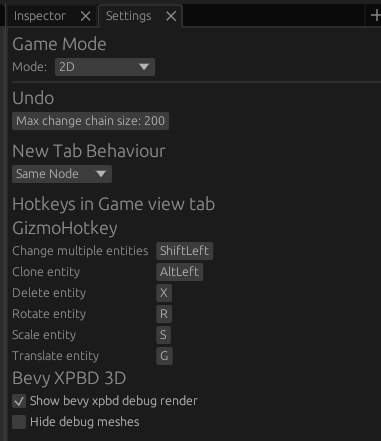 Inspector Settings
Game Mode
Mode: 2D
Undo
Max change chain size: 200
New Tab Behaviour
Same Node
Hotkeys in Game view tab
GizmoHotkey
Change multiple entities ShiftLeft
Clone entity AltLeft
Delete entity X
Rotate entity R
Scale entity S
Translate entity G
Bevy XPBD 3D
Show bevy xpbd debug render
Hide debug meshes